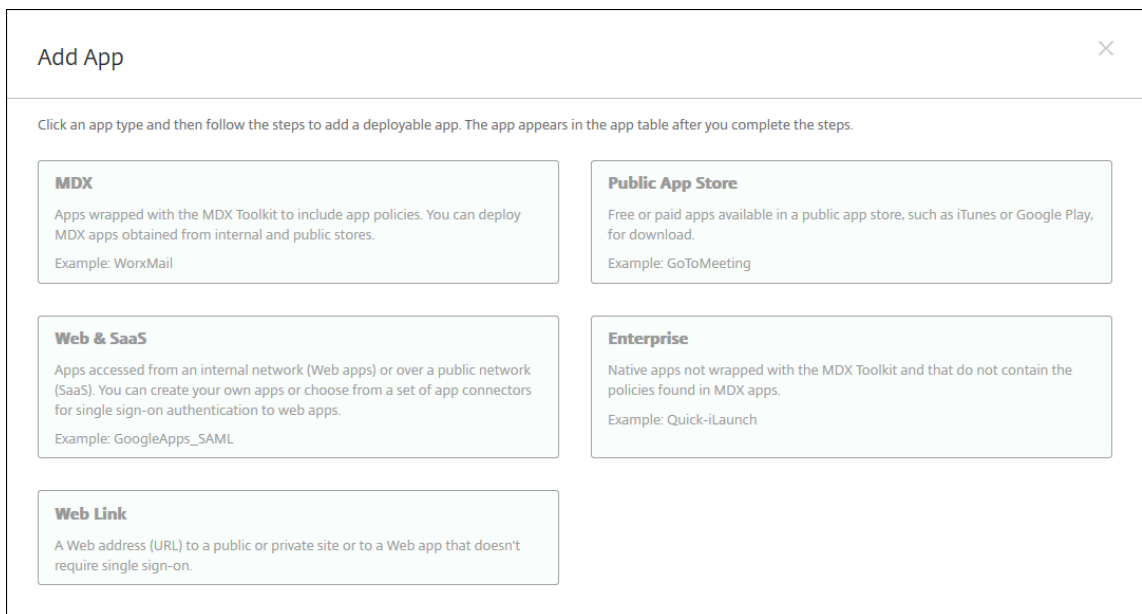 Add App
Click an app type and then follow the steps to add a deployable app. The app appears in the app table after you complete the steps.
MDX
Apps wrapped with the MDX Toolkit to include app policies. You can deploy
MDX apps obtained from internal and public stores.
Example: WorxMail
Public App Store
Free or paid apps available in a public app store, such as iTunes or Google Play,
for download.
Example: GoToMeeting
Web & SaaS
Apps accessed from an internal network (Web apps) or over a public network
(SaaS). You can create your own apps or choose from a set of app connectors
for single sign-on authentication to web apps.
Example: GoogleApps_SAML
Enterprise
Native apps not wrapped with the MDX Toolkit and that do not contain the
policies found in MDX apps.
Example: Quick-iLaunch
Web Link
A Web address (URL) to a public or private site or to a Web app that doesn't
require single sign-on.